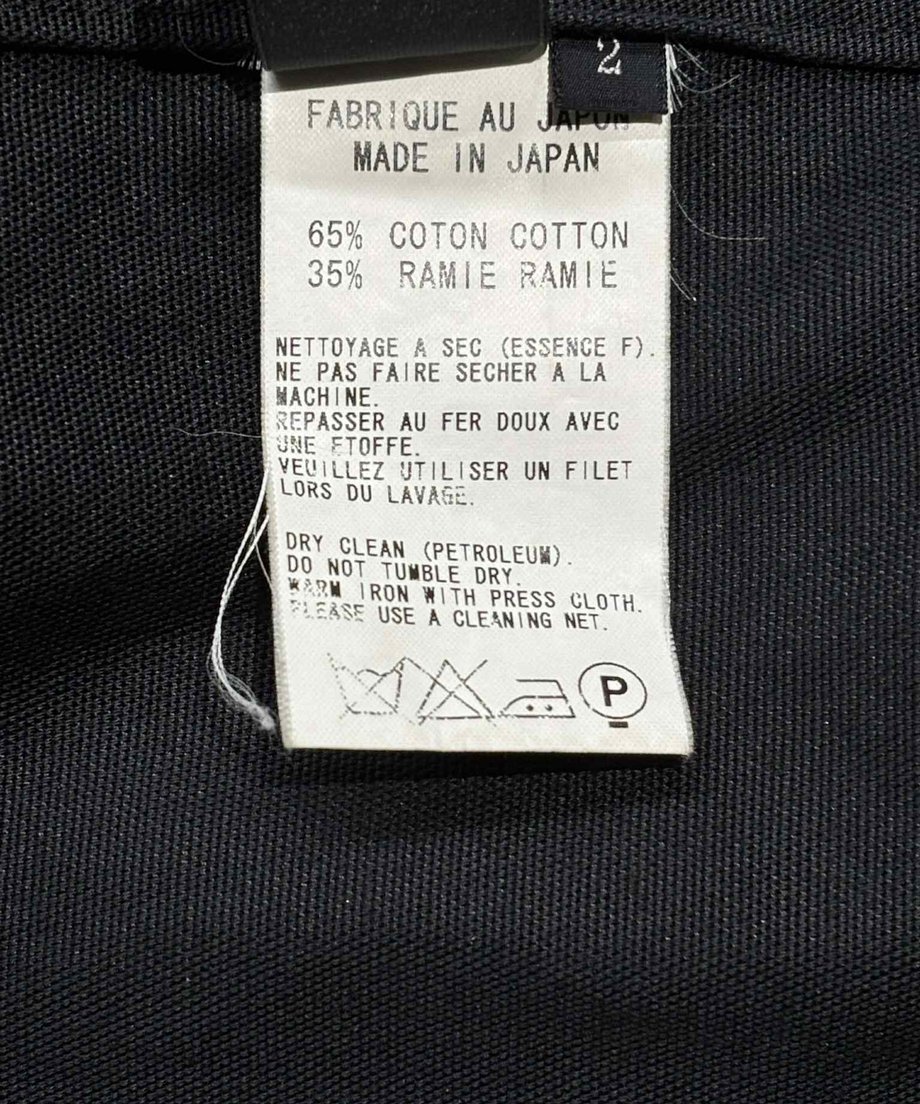 2
FABRIQUE AU JAPON
MADE IN JAPAN
65% COTON COTTON
35% RAMIE RAMIE
NETTOYAGE A SEC (ESSENCE F).
NE PAS FAIRE SECHER A LA
MACHINE.
REPASSER AU FER DOUX AVEC
UNE ETOFFE.
VEUILLEZ UTILISER UN FILET
LORS DU LAVAGE.
DRY CLEAN (PETROLEUM).
DO NOT TUMBLE DRY.
WARM IRON WITH PRESS CLOTH.
PLEASE USE A CLEANING NET.
P